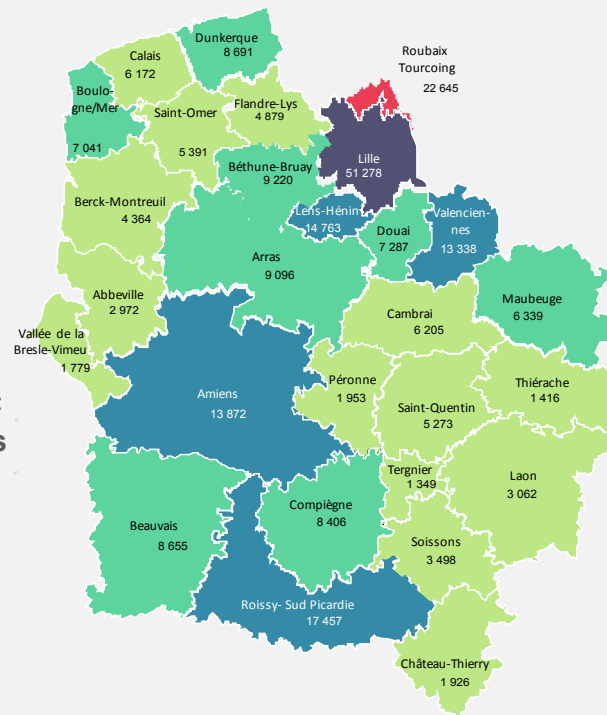 Dunkerque
8 691
Calais
6 172
Roubaix
Tourcoing
22 645
Boulo-
gne/Mer
7 041
Saint-Omer
5 391
Flandre-Lys
4 879
Lille
51 278
Béthune-Bruay
9 220
Berck-Montreuil
4 364
Lens-Hénin
14 763
Douai
7 287
Valencien-
nes
13 338
Arras
9 096
Abbeville
2 972
Cambrai
6 205
Maubeuge
6 339
Vallée de la
Bresle-Vimeu
1 779
Amiens
13 872
Péronne
1 953
Saint-Quentin
5 273
Thiérache
1 416
Tergnier
1 349
Laon
3 062
Beauvais
8 655
Compiègne
8 406
Soissons
3 498
Roissy- Sud Picardie
17 457
Château-Thierry
1 926